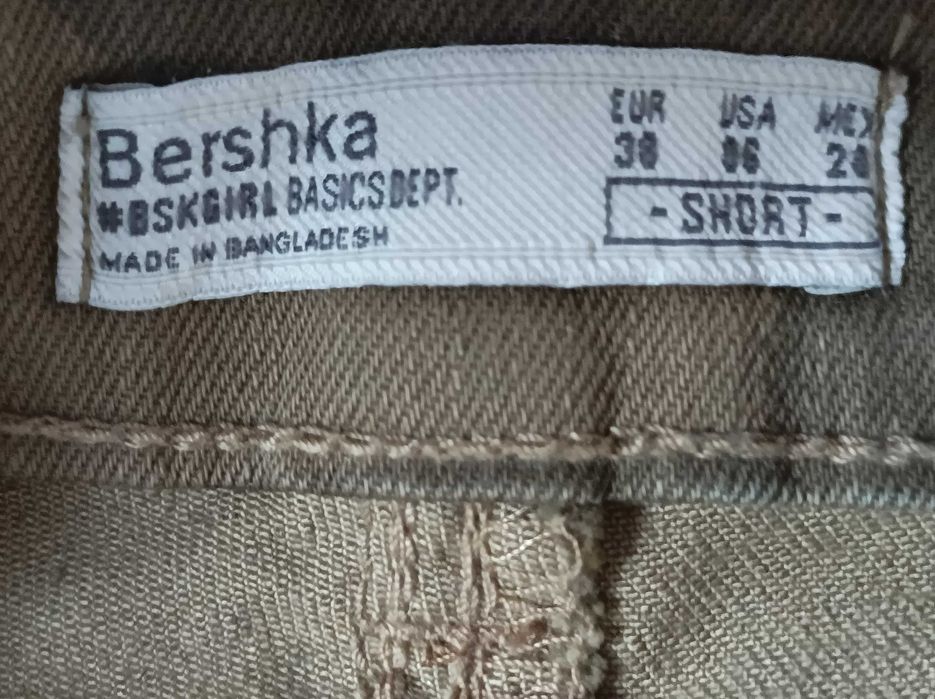 Bershka
#BSKGIRL BASICS DEPT.
MADE IN BANGLADESH
EUR USA MEX
38 06 28
- SHORT -